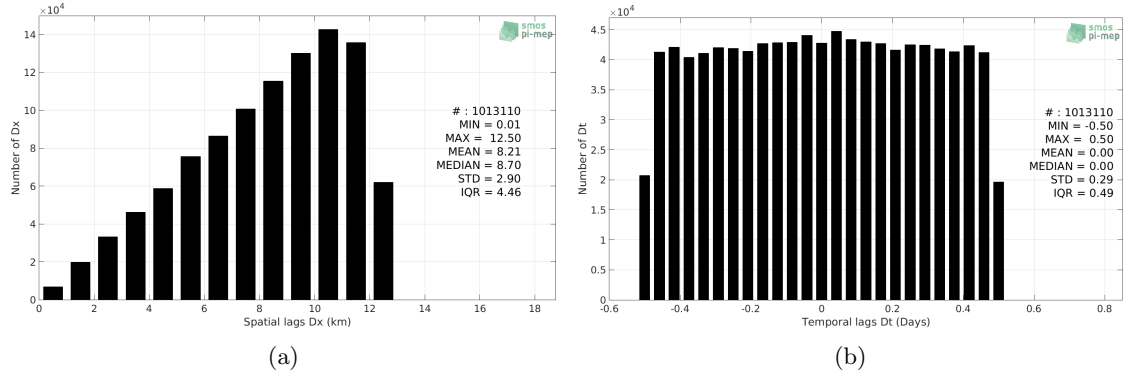 ×10⁴
14
12
10
8
6
4
2
0
Number of Dx
0 2 4 6 8 10 12 14 16 18
Spatial lags Dx (km)
smos
pi-mep
# : 1013110
MIN = 0.01
MAX = 12.50
MEAN = 8.21
MEDIAN = 8.70
STD = 2.90
IQR = 4.46
(a)
×10⁴
4.5
4
3.5
3
2.5
2
1.5
1
0.5
0
Number of Dt
-0.6 -0.4 -0.2 0 0.2 0.4 0.6 0.8
Temporal lags Dt (Days)
smos
pi-mep
# : 1013110
MIN = -0.50
MAX = 0.50
MEAN = 0.00
MEDIAN = 0.00
STD = 0.29
IQR = 0.49
(b)